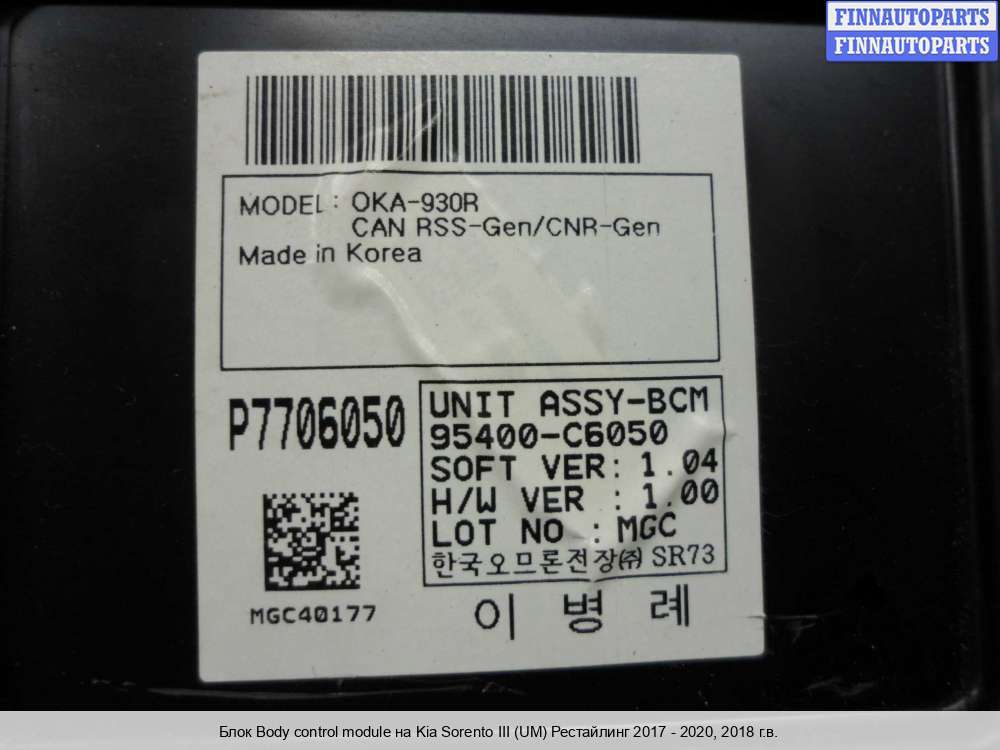 FINNAUTOPARTS
FINNAUTOPARTS
MODEL : OKA-930R
CAN RSS-Gen/CNR-Gen
Made in Korea
P7706050
UNIT ASSY-BCM
95400-C6050
SOFT VER: 1.04
H/W VER : 1.00
LOT NO : MGC
한국오므론전장㈜ SR73
MGC40177
이 병 례
Блок Body control module на Kia Sorento III (UM) Рестайлинг 2017 - 2020, 2018 г.в.